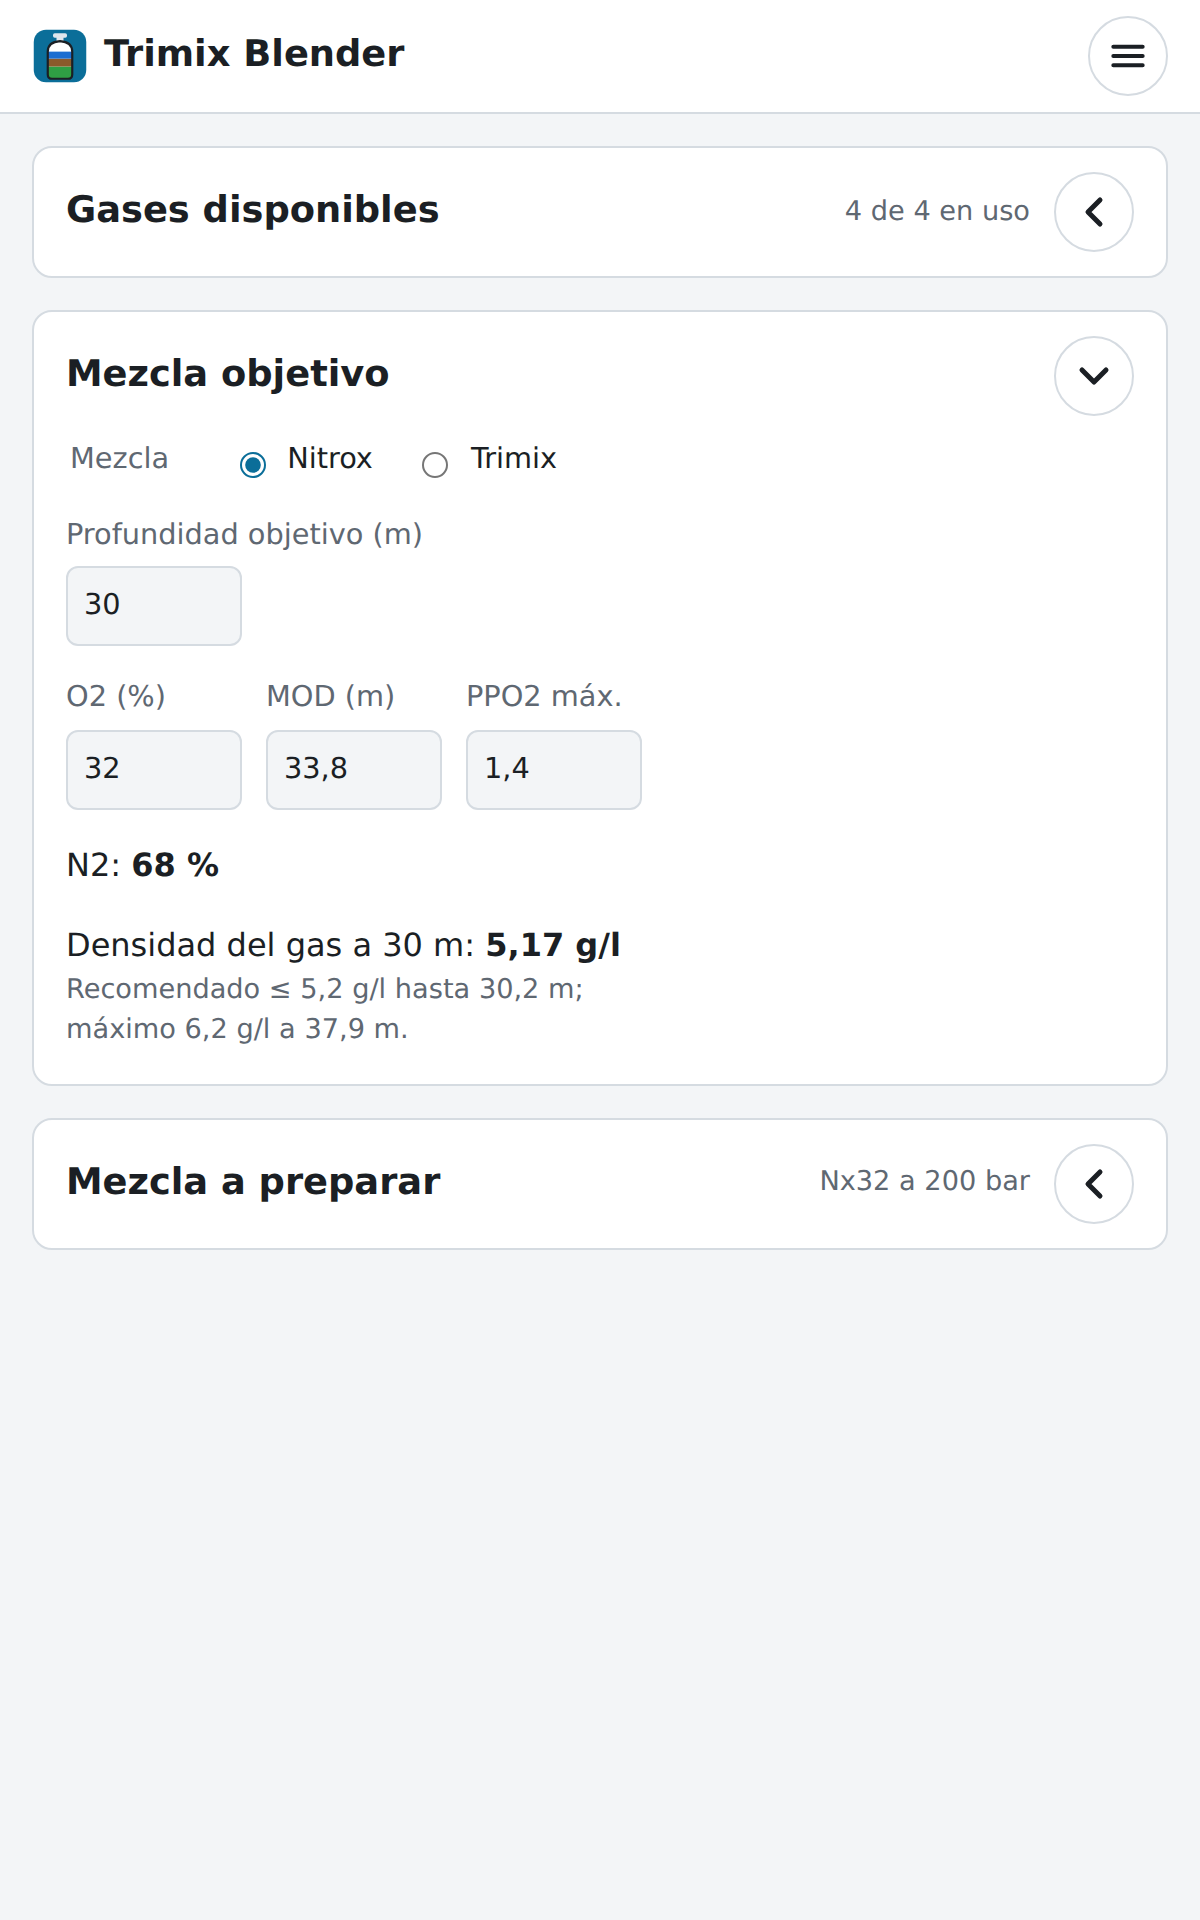 Trimix Blender
Gases disponibles
4 de 4 en uso
Mezcla objetivo
Mezcla Nitrox Trimix
Profundidad objetivo (m)
30
O2 (%) MOD (m) PPO2 máx.
32 33,8 1,4
N2: 68 %
Densidad del gas a 30 m: 5,17 g/l
Recomendado ≤ 5,2 g/l hasta 30,2 m;
máximo 6,2 g/l a 37,9 m.
Mezcla a preparar
Nx32 a 200 bar